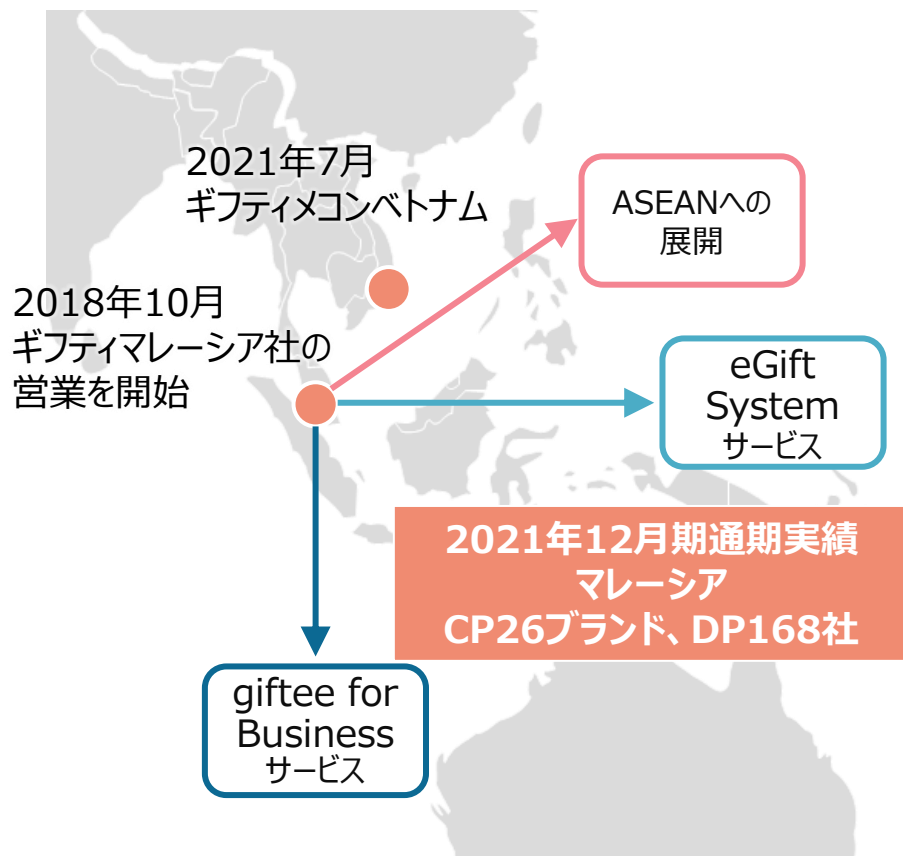 2021年7月
ギフティメコンベトナム
ASEANへの
展開
2018年10月
ギフティマレーシア社の
営業を開始
eGift
System
サービス
2021年12月期通期実績
マレーシア
CP26ブランド、DP168社
giftee for
Business
サービス